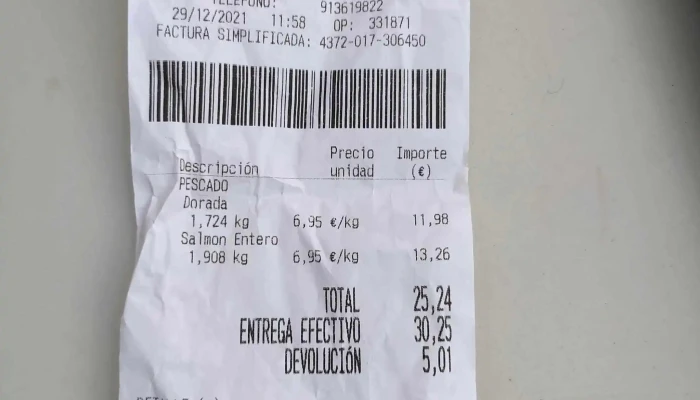 TELÉFONO: 913619822
29/12/2021 11:58 OP: 331871
FACTURA SIMPLIFICADA: 4372-017-306450
Descripción Precio unidad Importe (€)
PESCADO
Dorada
1,724 kg 6,95 €/kg 11,98
Salmon Entero
1,908 kg 6,95 €/kg 13,26
TOTAL 25,24
ENTREGA EFECTIVO 30,25
DEVOLUCIÓN 5,01